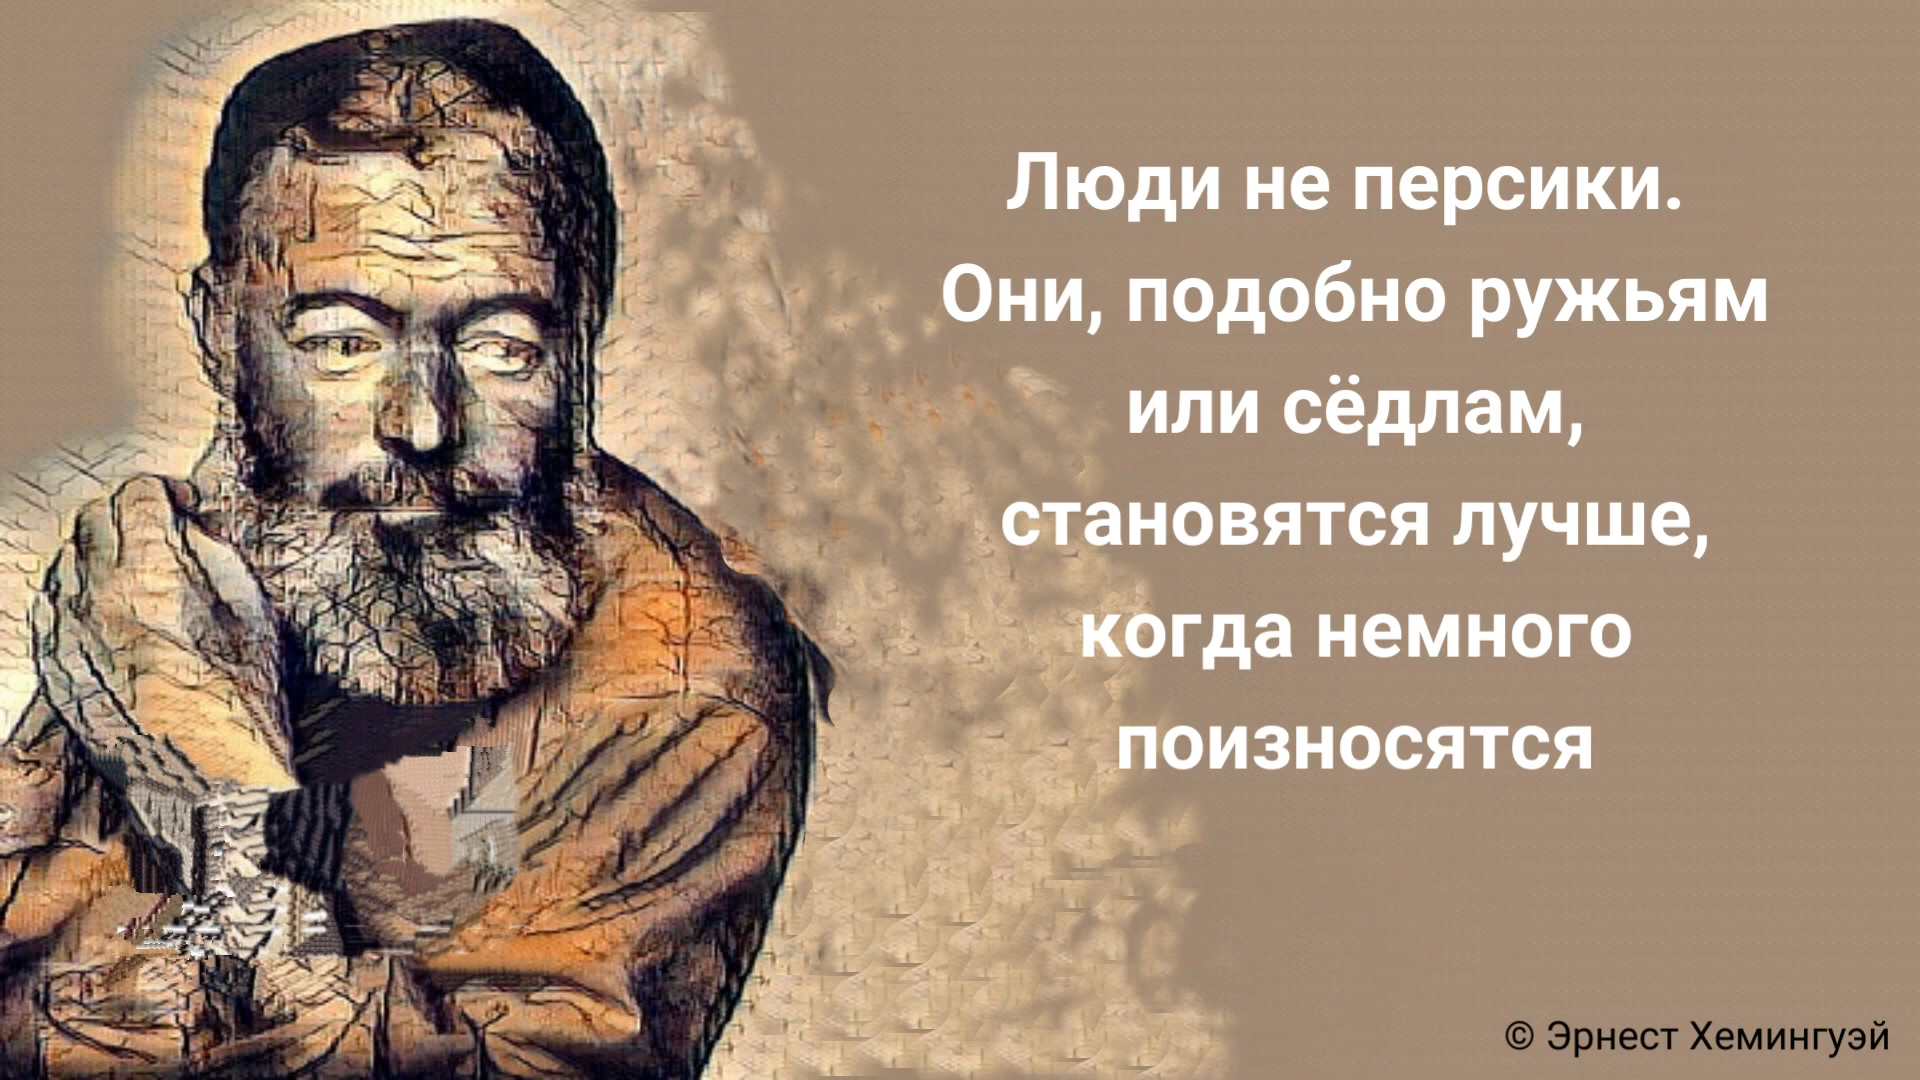 Люди не персики.
Они, подобно ружьям
или сёдлам,
становятся лучше,
когда немного
поизносятся
© Эрнест Хемингуэй